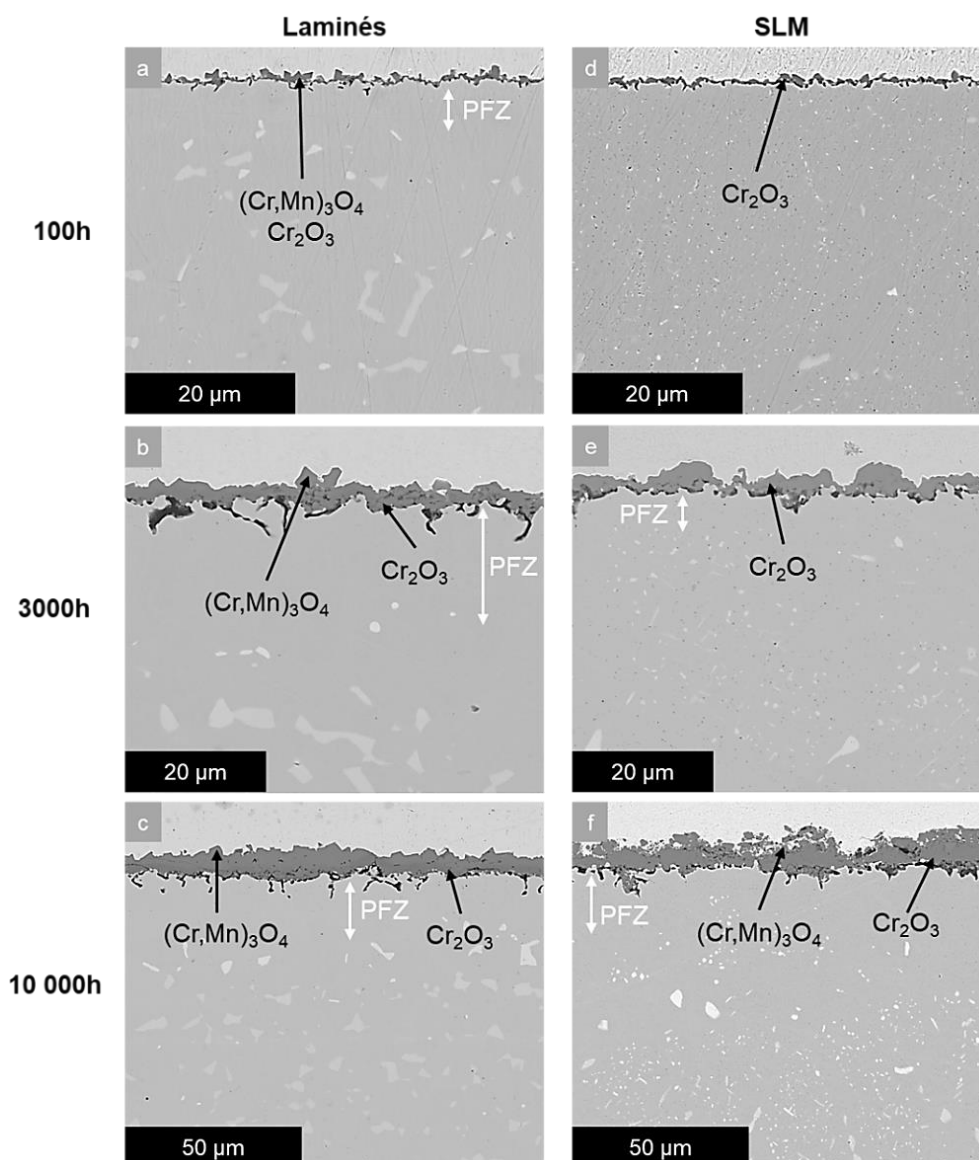 Laminés
SLM
100h
a
PFZ
(Cr,Mn)₃O₄
Cr₂O₃
20 µm
d
Cr₂O₃
20 µm
3000h
b
PFZ
Cr₂O₃
(Cr,Mn)₃O₄
20 µm
e
PFZ
Cr₂O₃
20 µm
10 000h
c
PFZ
(Cr,Mn)₃O₄
Cr₂O₃
50 µm
f
PFZ
(Cr,Mn)₃O₄
Cr₂O₃
50 µm